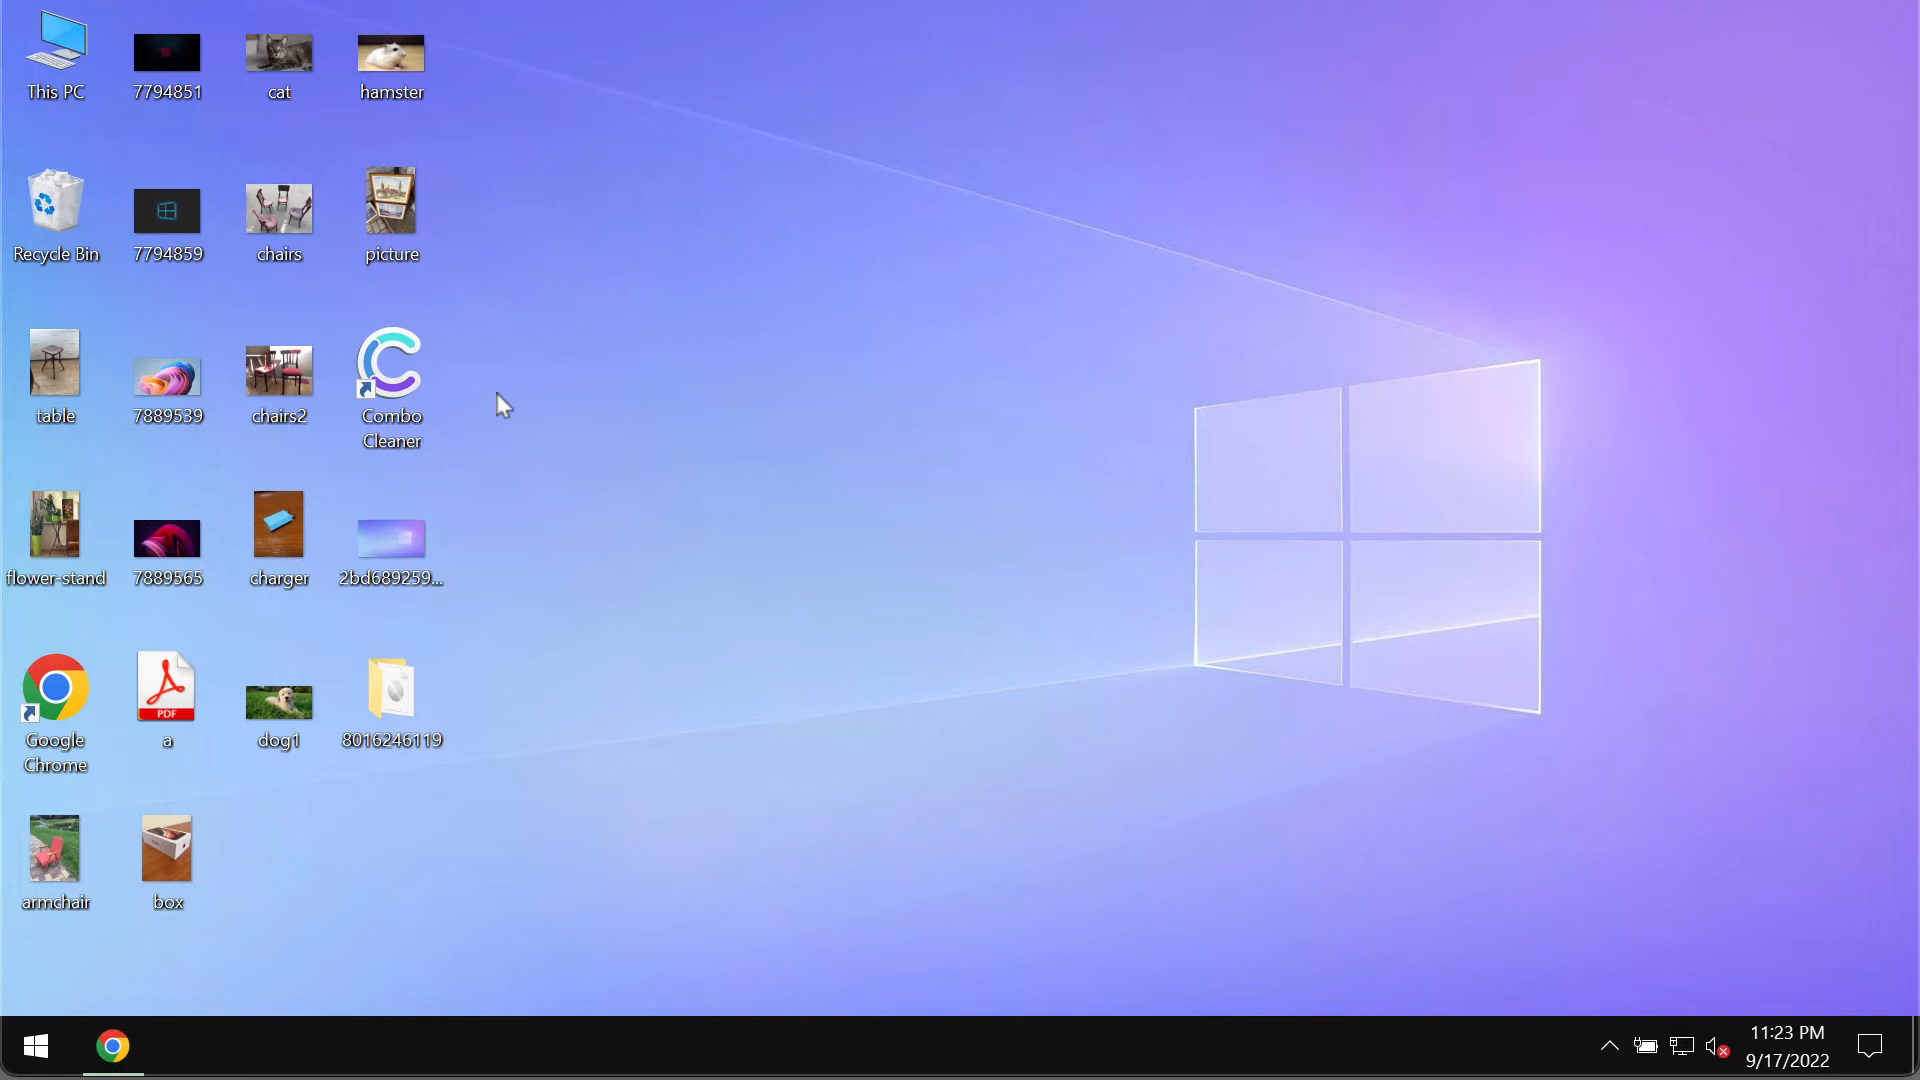 This PC
7794851
cat
hamster
Recycle Bin
7794859
chairs
picture
table
7889539
chairs2
Combo
Cleaner
flower-stand
7889565
charger
2bd689259...
Google
Chrome
PDF
a
dog1
8016246119
armchair
box
11:23 PM
9/17/2022